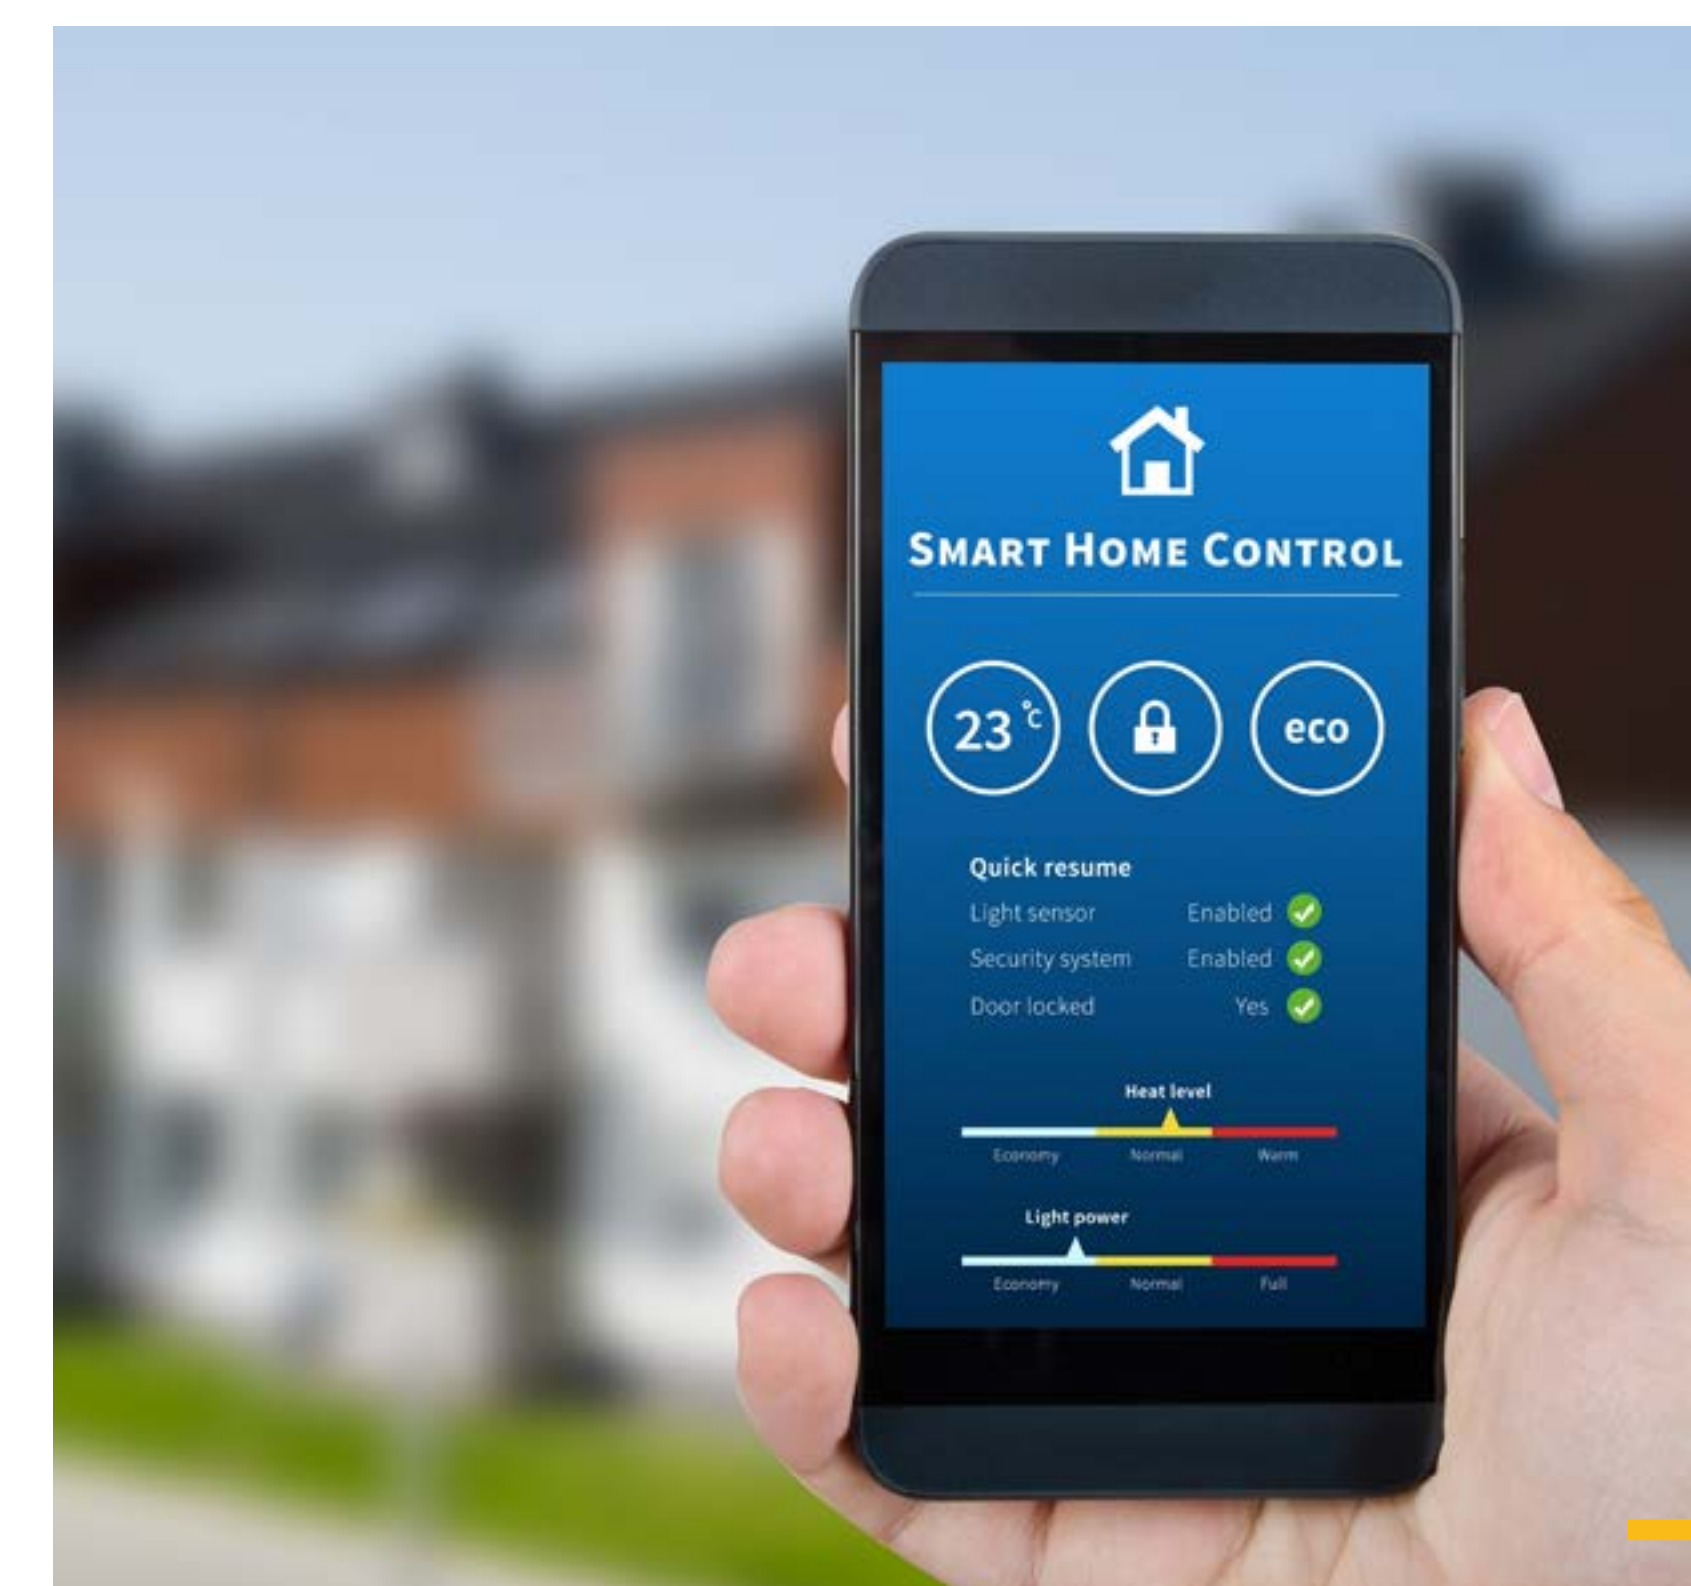 SMART HOME CONTROL
23 °C
eco
Quick resume
Light sensor Enabled
Security system Enabled
Door locked Yes
Heat level
Economy Normal Warm
Light power
Economy Normal Full